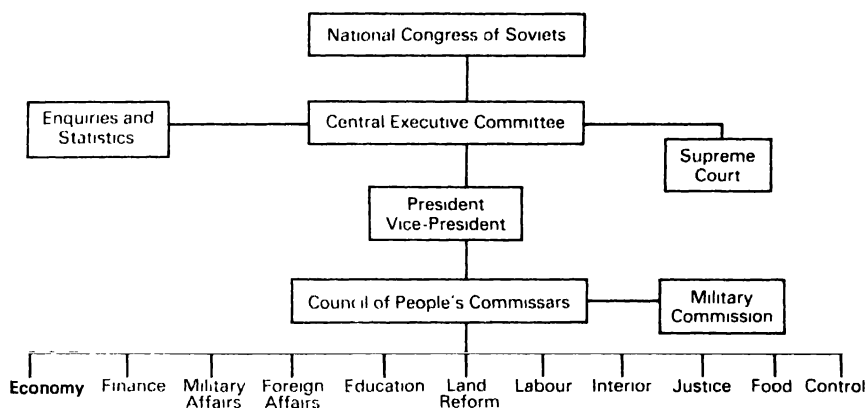 National Congress of Soviets
Enquiries and
Statistics
Central Executive Committee
Supreme
Court
President
Vice-President
Council of People's Commissars
Military
Commission
Economy
Finance
Military
Affairs
Foreign
Affairs
Education
Land
Reform
Labour
Interior
Justice
Food
Control